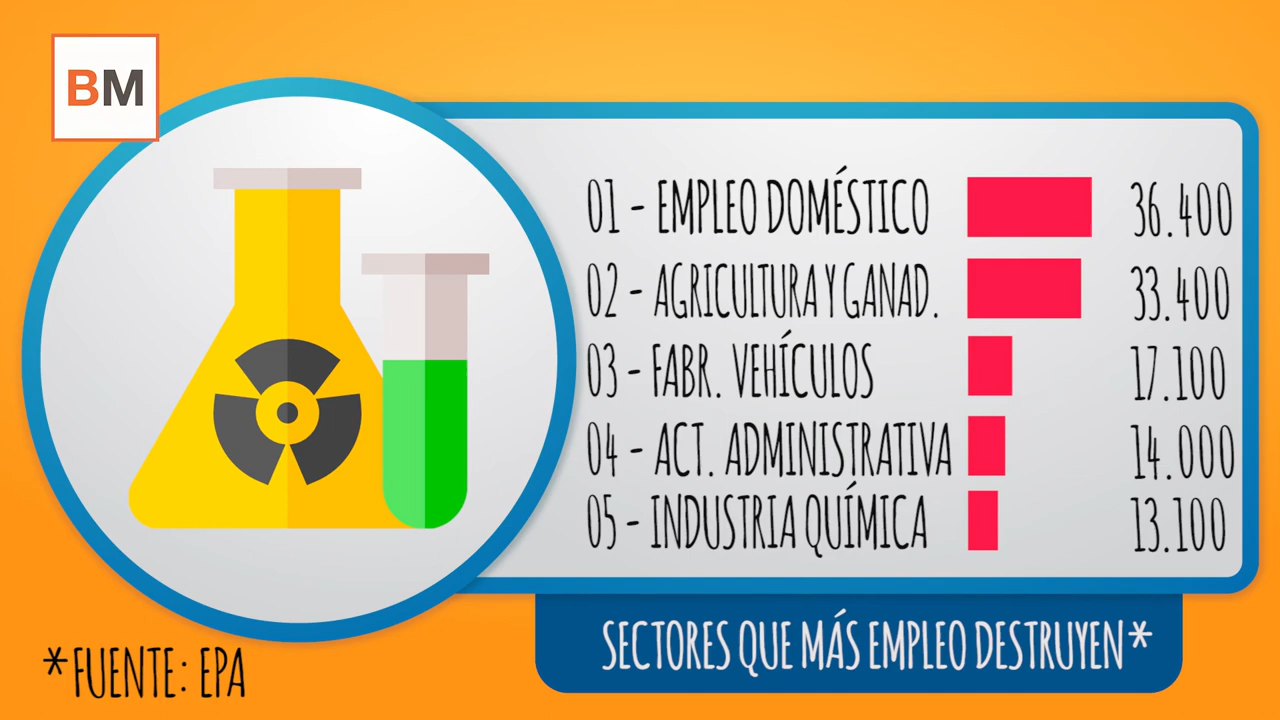 BM
01 - EMPLEO DOMÉSTICO 36.400
02 - AGRICULTURA Y GANAD. 33.400
03 - FABR. VEHÍCULOS 17.100
04 - ACT. ADMINISTRATIVA 14.000
05 - INDUSTRIA QUÍMICA 13.100
SECTORES QUE MÁS EMPLEO DESTRUYEN*
*FUENTE: EPA